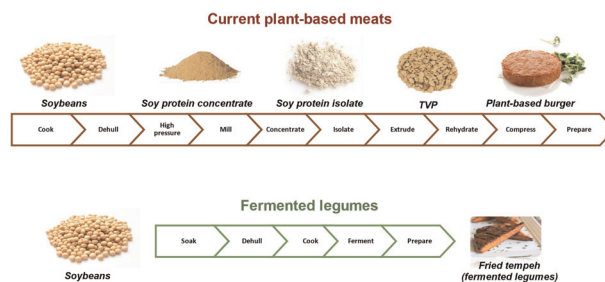 Current plant-based meats
Soybeans
Soy protein concentrate
Soy protein isolate
TVP
Plant-based burger
Cook
Dehull
High
pressure
Mill
Concentrate
Isolate
Extrude
Rehydrate
Compress
Prepare
Fermented legumes
Soak
Dehull
Cook
Ferment
Prepare
Soybeans
Fried tempeh
(fermented legumes)